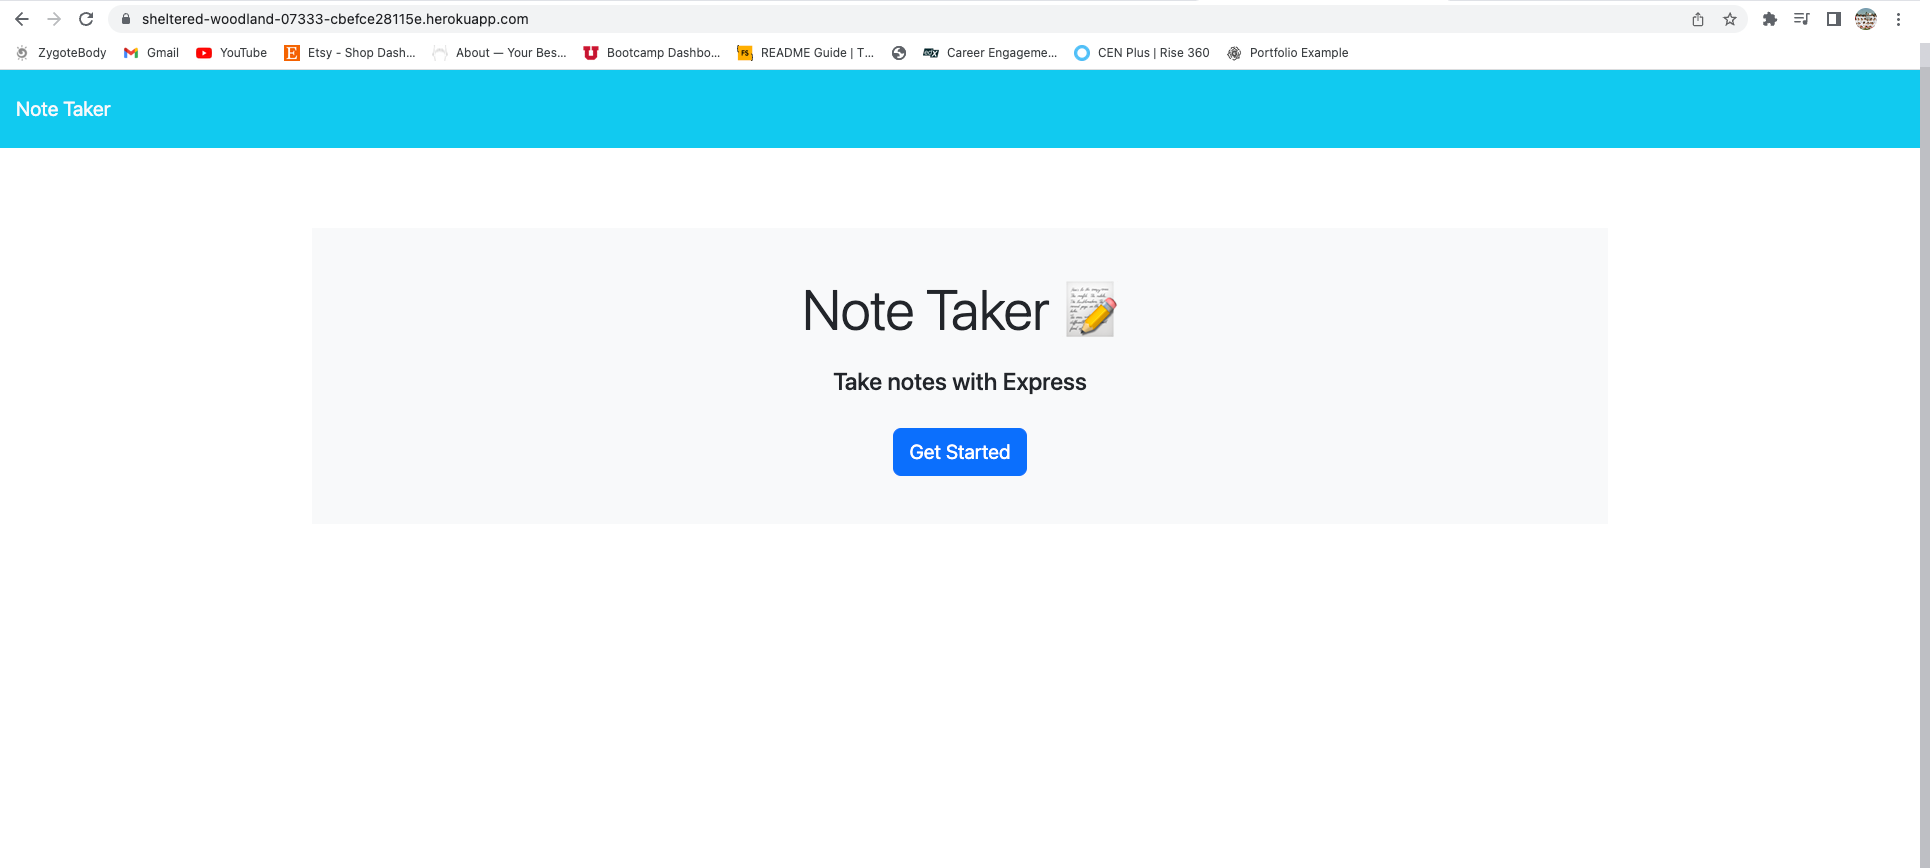 sheltered-woodland-07333-cbefce28115e.herokuapp.com
ZygoteBody Gmail YouTube Etsy - Shop Dash... About — Your Bes... Bootcamp Dashbo... README Guide | T... Career Engageme... CEN Plus | Rise 360 Portfolio Example
Note Taker
Note Taker
Take notes with Express
Get Started